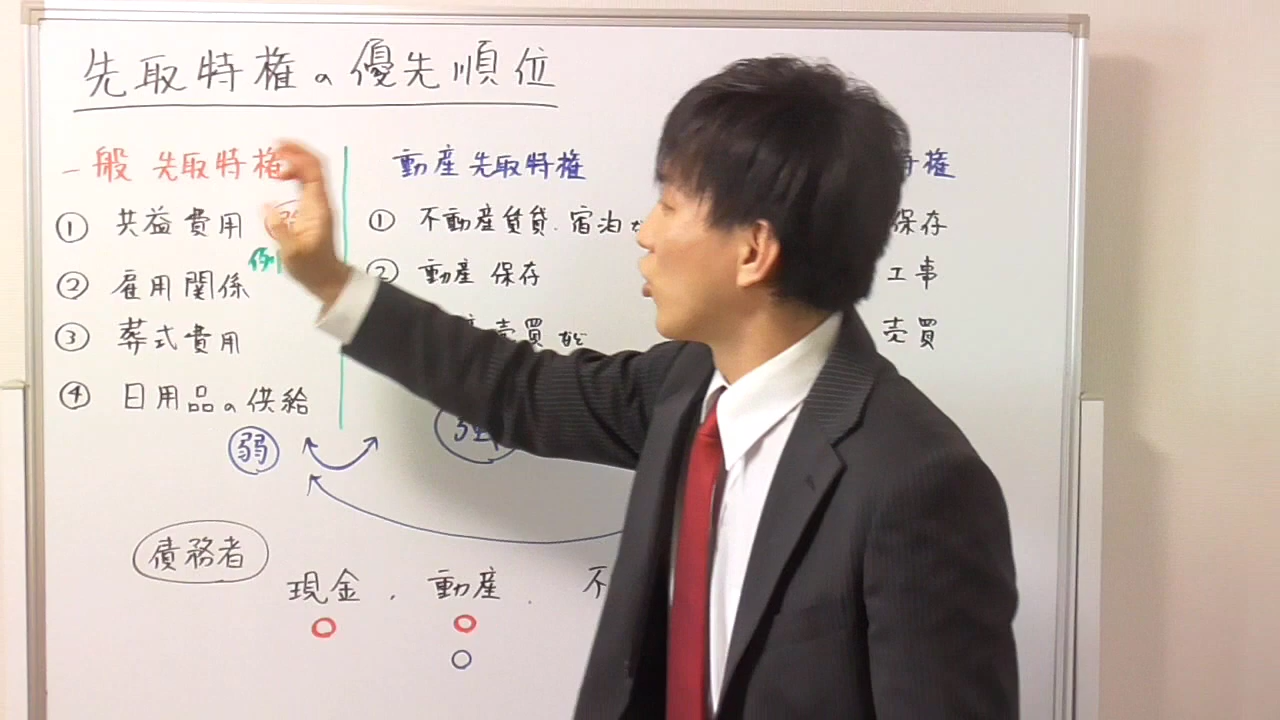 先取特権の優先順位
一般先取特権
① 共益費用
② 雇用関係
③ 葬式費用
④ 日用品の供給
弱
動産先取特権
① 不動産賃貸.宿泊
② 動産保存
売買など
権
保存
工事
売買
債務者
現金、動産、不